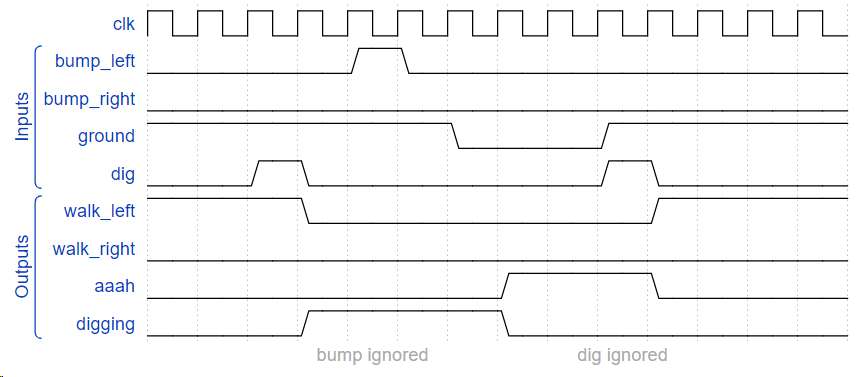 clk
Inputs
bump_left
bump_right
ground
dig
Outputs
walk_left
walk_right
aaah
digging
bump ignored
dig ignored